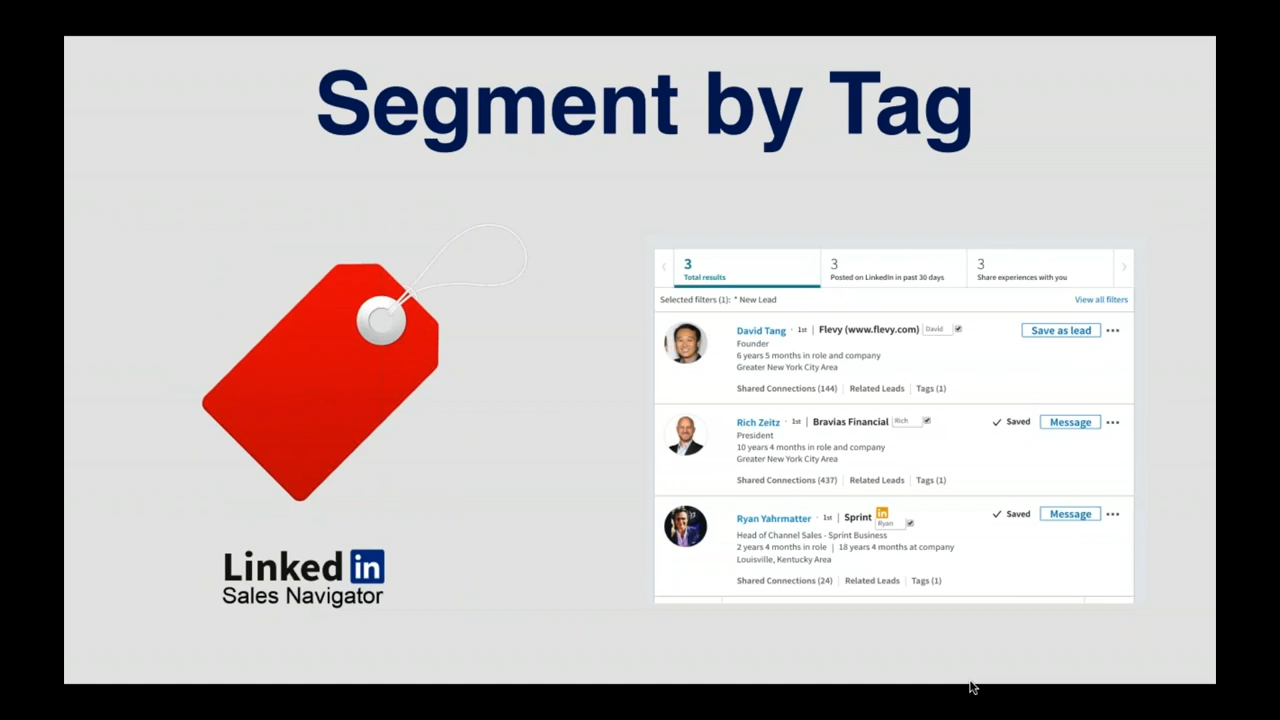 Segment by Tag
Linked in
Sales Navigator
3 3 3
Total results Posted on LinkedIn in past 30 days Share experiences with you
Selected filters (1): * New Lead View all filters
David Tang · 1st | Flevy (www.flevy.com) David Save as lead •••
Founder
6 years 5 months in role and company
Greater New York City Area
Shared Connections (144) | Related Leads | Tags (1)
Rich Zeitz · 1st | Bravias Financial Rich ✓ Saved Message •••
President
10 years 4 months in role and company
Greater New York City Area
Shared Connections (437) | Related Leads | Tags (1)
Ryan Yahrmatter · 1st | Sprint in Ryan ✓ Saved Message •••
Head of Channel Sales - Sprint Business
2 years 4 months in role | 18 years 4 months at company
Louisville, Kentucky Area
Shared Connections (24) | Related Leads | Tags (1)